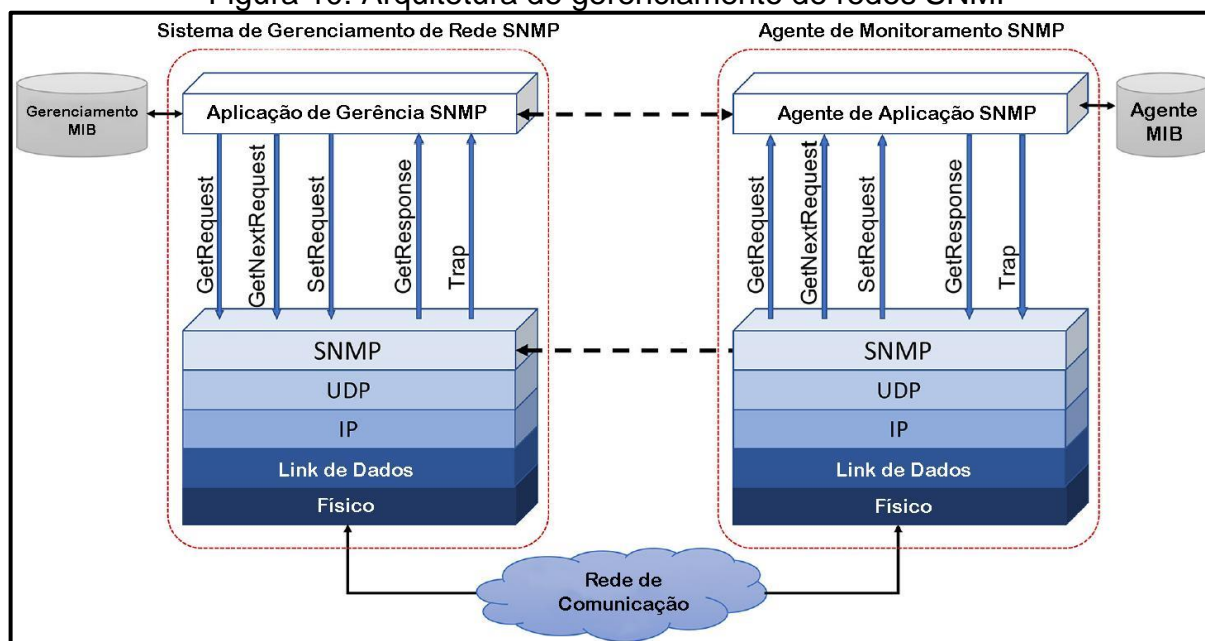 Sistema de Gerenciamento de Rede SNMP
Agente de Monitoramento SNMP
Gerenciamento
MIB
Aplicação de Gerência SNMP
Agente de Aplicação SNMP
Agente
MIB
GetRequest
GetNextRequest
SetRequest
GetResponse
Trap
GetRequest
GetNextRequest
SetRequest
GetResponse
Trap
SNMP
UDP
IP
Link de Dados
Físico
SNMP
UDP
IP
Link de Dados
Físico
Rede de
Comunicação